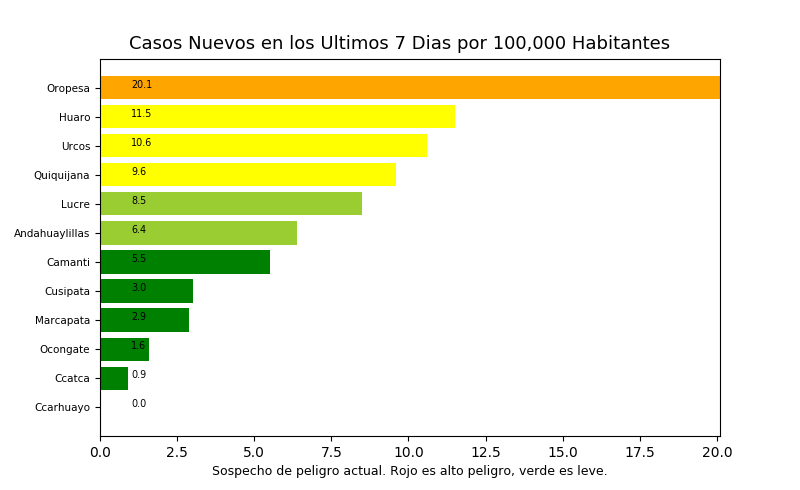 Casos Nuevos en los Ultimos 7 Dias por 100,000 Habitantes
Oropesa 20.1
Huaro 11.5
Urcos 10.6
Quiquijana 9.6
Lucre 8.5
Andahuaylillas 6.4
Camanti 5.5
Cusipata 3.0
Marcapata 2.9
Ocongate 1.6
Ccatca 0.9
Ccarhuayo 0.0
0.0 2.5 5.0 7.5 10.0 12.5 15.0 17.5 20.0
Sospecho de peligro actual. Rojo es alto peligro, verde es leve.